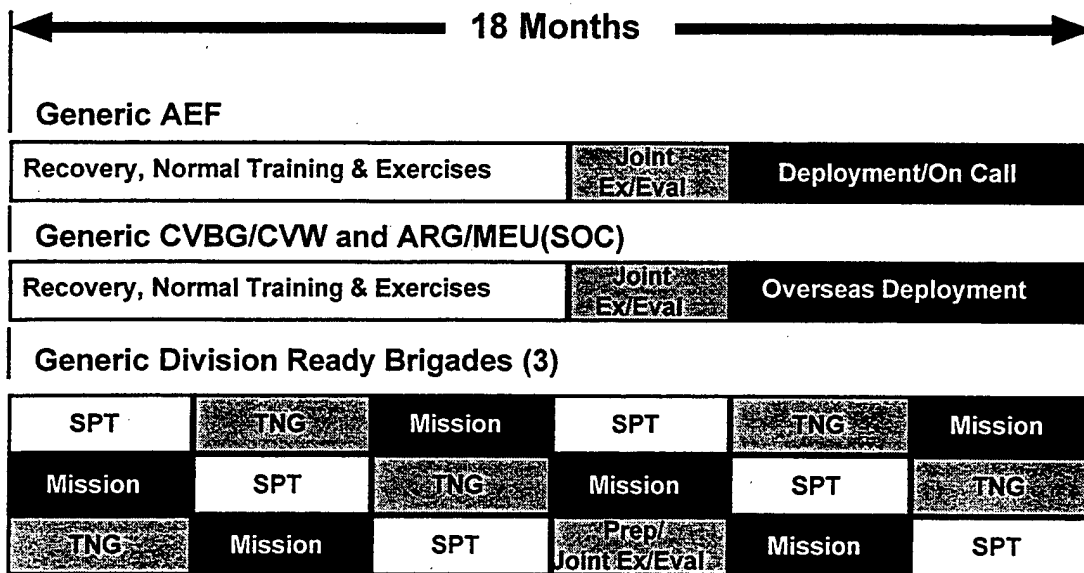 18 Months
Generic AEF
Recovery, Normal Training & Exercises
Joint
Ex/Eval
Deployment/On Call
Generic CVBG/CVW and ARG/MEU(SOC)
Recovery, Normal Training & Exercises
Joint
Ex/Eval
Overseas Deployment
Generic Division Ready Brigades (3)
SPT TNG Mission SPT TNG Mission
Mission SPT TNG Mission SPT TNG
TNG Mission SPT Prep/ Mission SPT
Joint Ex/Eval